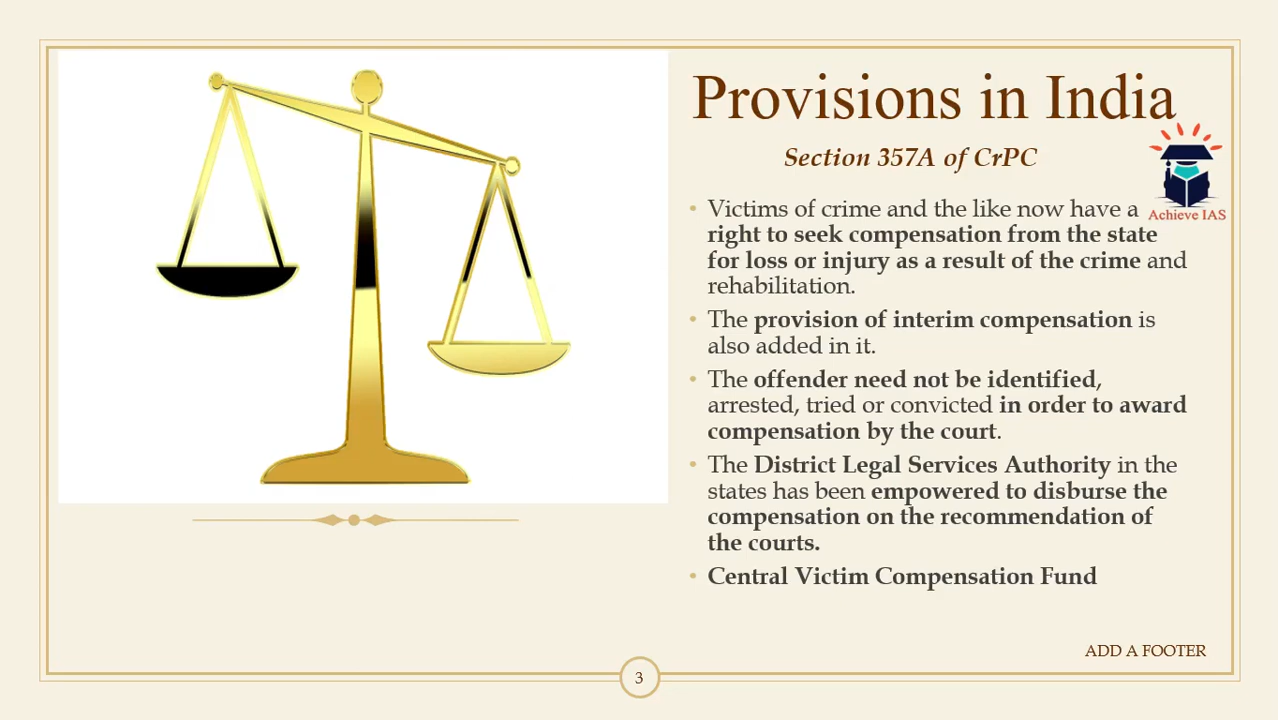 Provisions in India
Section 357A of CrPC
Achieve IAS
• Victims of crime and the like now have a
right to seek compensation from the state
for loss or injury as a result of the crime and
rehabilitation.
• The provision of interim compensation is
also added in it.
• The offender need not be identified,
arrested, tried or convicted in order to award
compensation by the court.
• The District Legal Services Authority in the
states has been empowered to disburse the
compensation on the recommendation of
the courts.
• Central Victim Compensation Fund
ADD A FOOTER
3